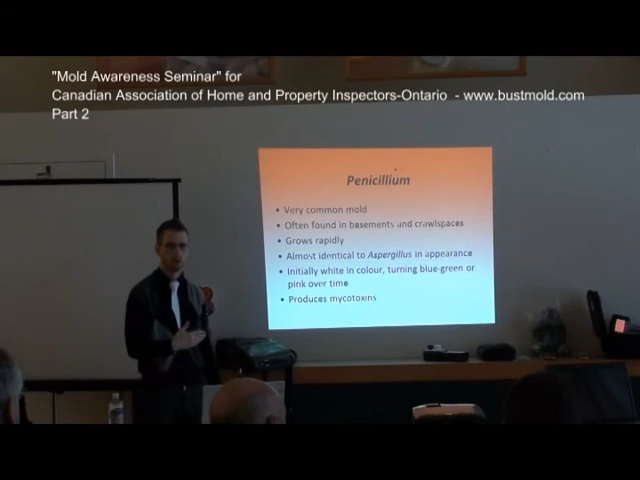 "Mold Awareness Seminar" for
Canadian Association of Home and Property Inspectors-Ontario - www.bustmold.com
Part 2
Penicillium
• Very common mold
• Often found in basements and crawlspaces
• Grows rapidly
• Almost identical to Aspergillus in appearance
• Initially white in colour, turning blue-green or
pink over time
• Produces mycotoxins